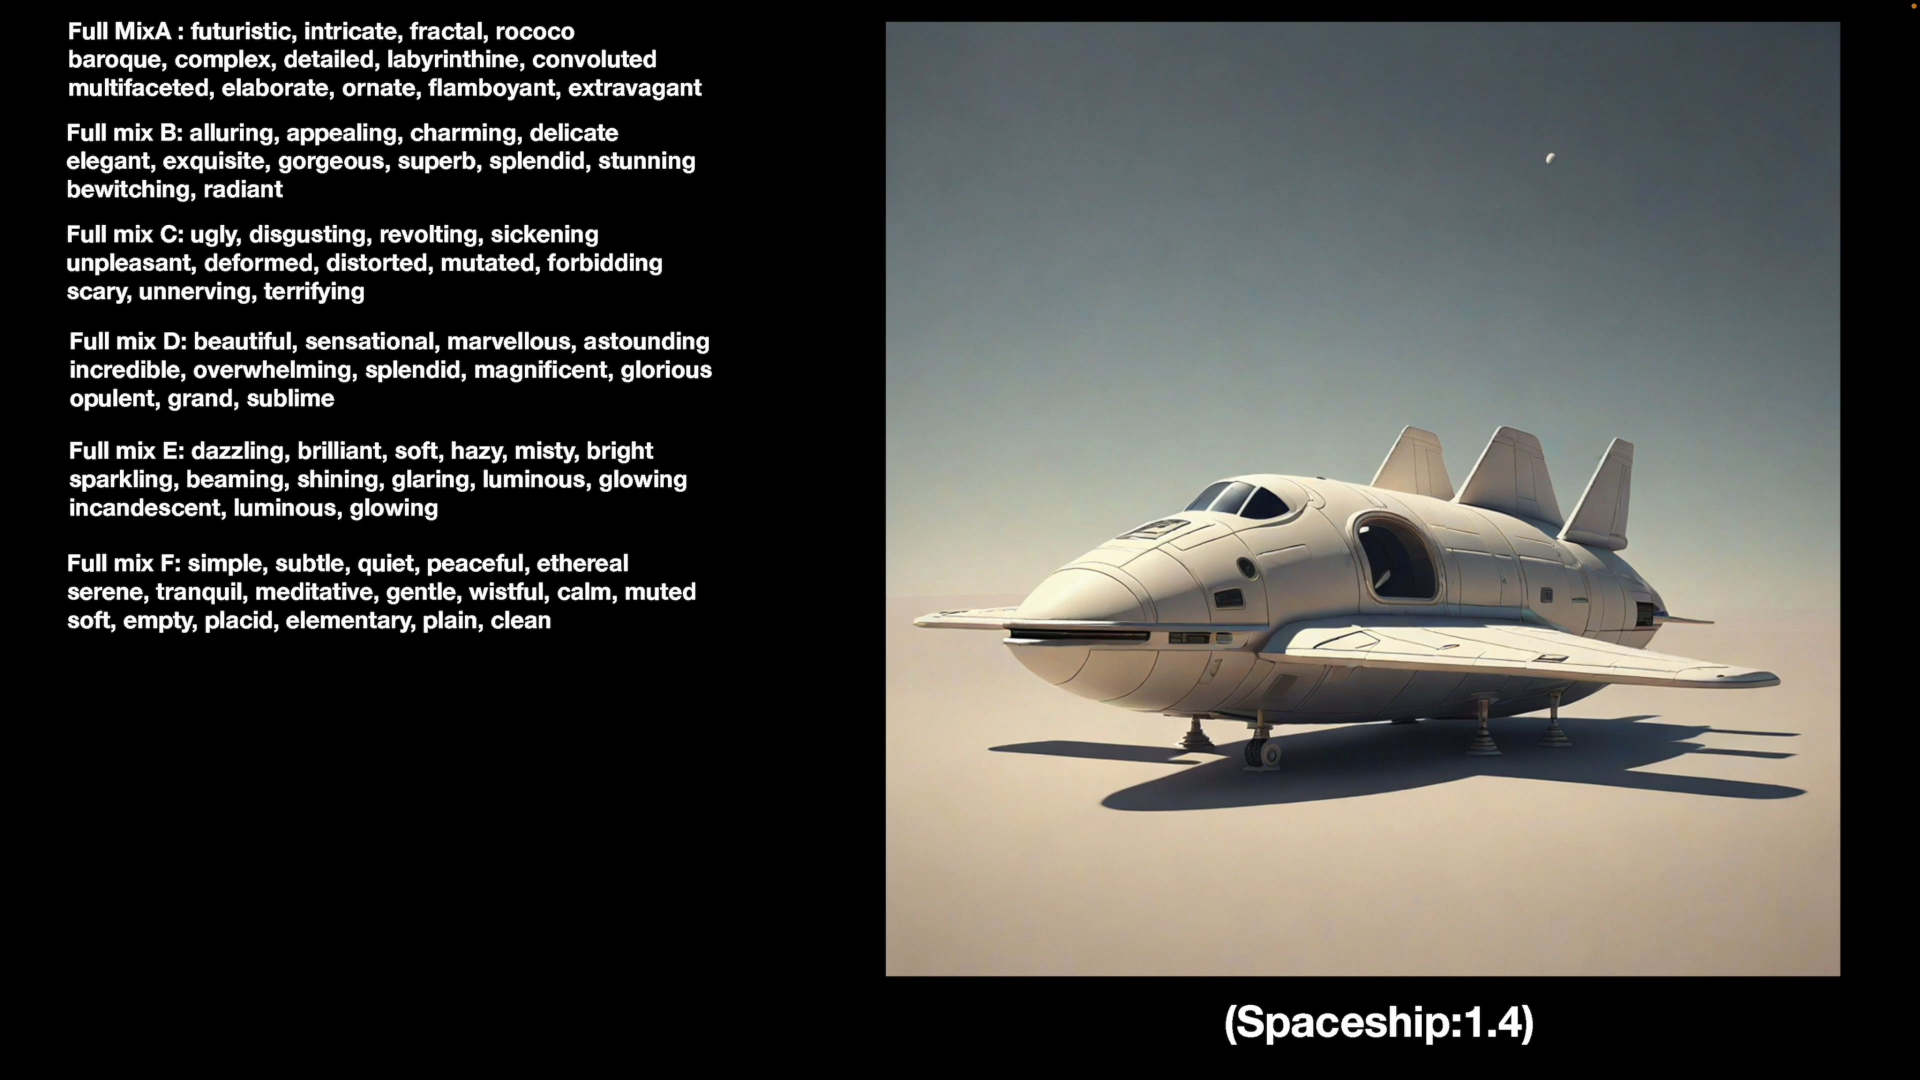 Full MixA : futuristic, intricate, fractal, rococo
baroque, complex, detailed, labyrinthine, convoluted
multifaceted, elaborate, ornate, flamboyant, extravagant
Full mix B: alluring, appealing, charming, delicate
elegant, exquisite, gorgeous, superb, splendid, stunning
bewitching, radiant
Full mix C: ugly, disgusting, revolting, sickening
unpleasant, deformed, distorted, mutated, forbidding
scary, unnerving, terrifying
Full mix D: beautiful, sensational, marvellous, astounding
incredible, overwhelming, splendid, magnificent, glorious
opulent, grand, sublime
Full mix E: dazzling, brilliant, soft, hazy, misty, bright
sparkling, beaming, shining, glaring, luminous, glowing
incandescent, luminous, glowing
Full mix F: simple, subtle, quiet, peaceful, ethereal
serene, tranquil, meditative, gentle, wistful, calm, muted
soft, empty, placid, elementary, plain, clean
(Spaceship:1.4)